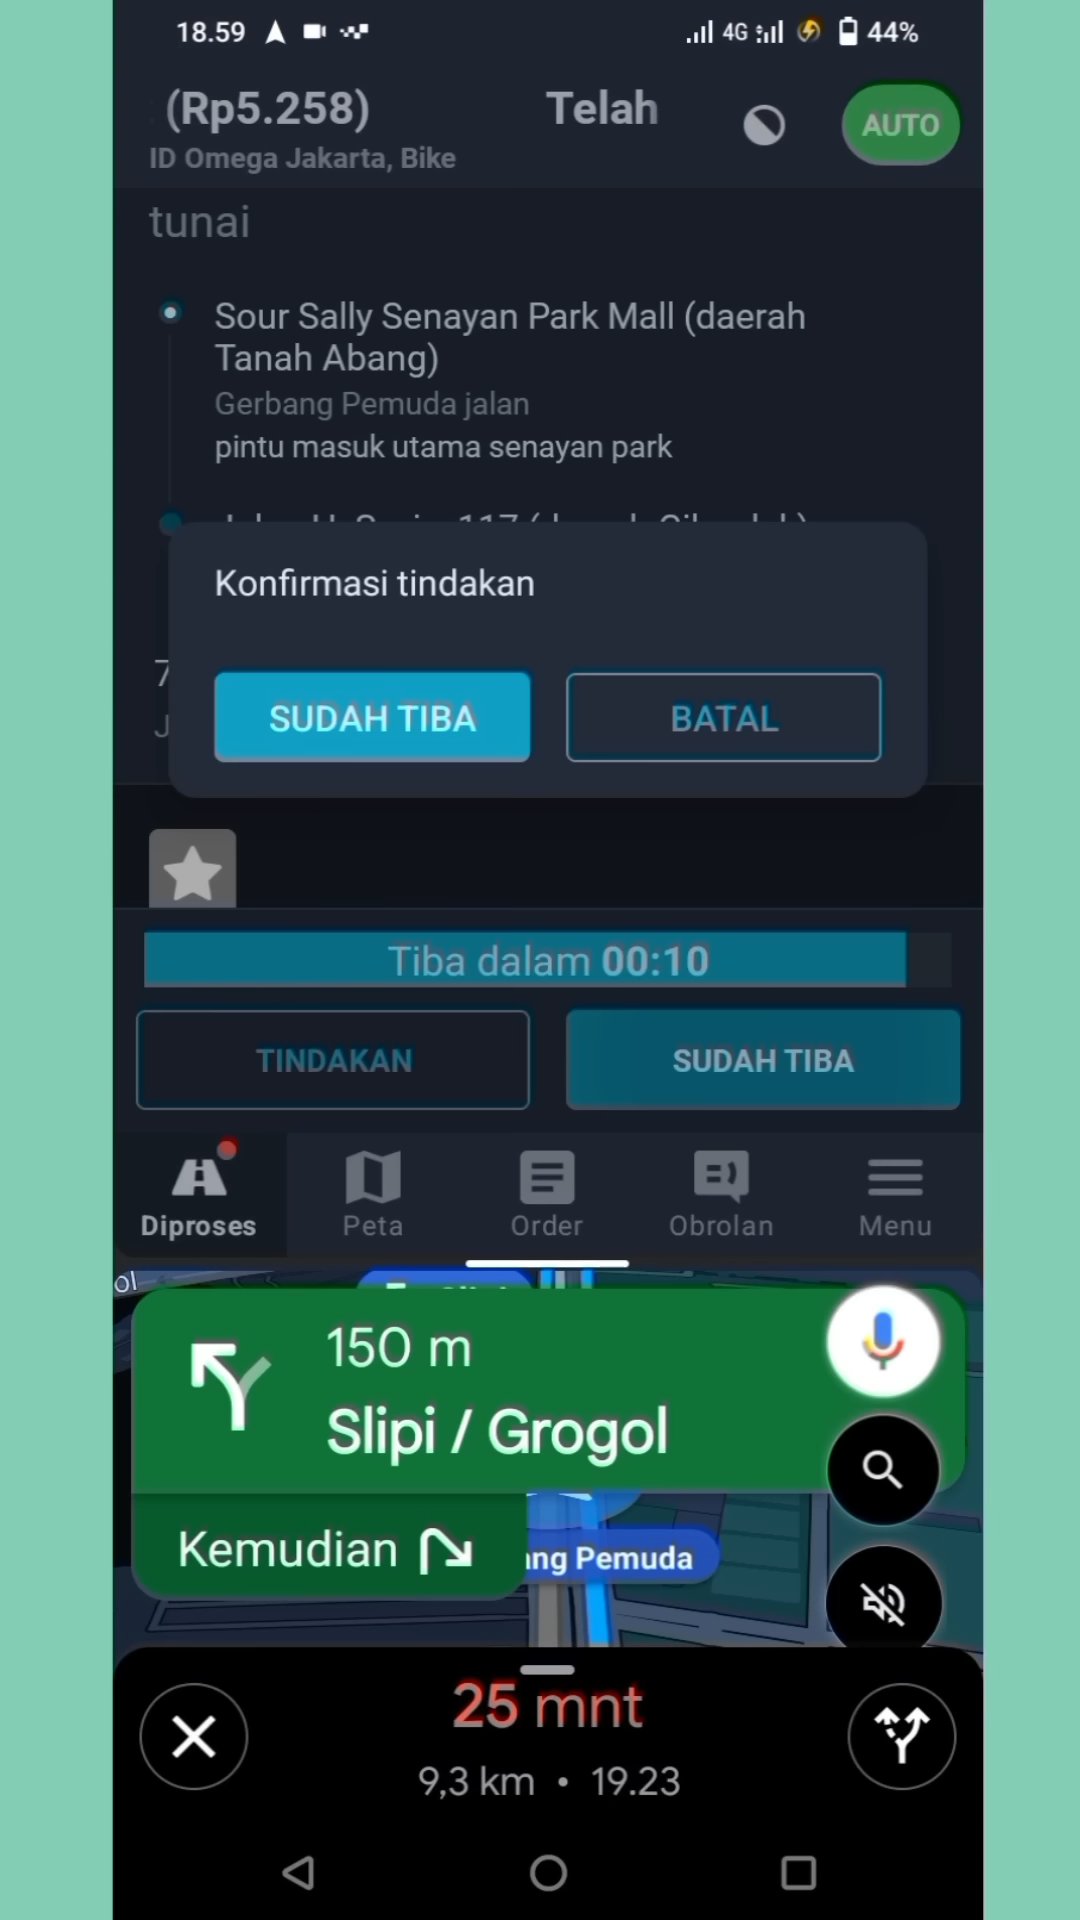 18.59
4G
44%
(Rp5.258)
Telah
AUTO
ID Omega Jakarta, Bike
tunai
Sour Sally Senayan Park Mall (daerah
Tanah Abang)
Gerbang Pemuda jalan
pintu masuk utama senayan park
Konfirmasi tindakan
7
J
SUDAH TIBA
BATAL
Tiba dalam 00:10
TINDAKAN
SUDAH TIBA
Diproses
Peta
Order
Obrolan
Menu
ol
150 m
Slipi / Grogol
Kemudian
ang Pemuda
25 mnt
9,3 km • 19.23